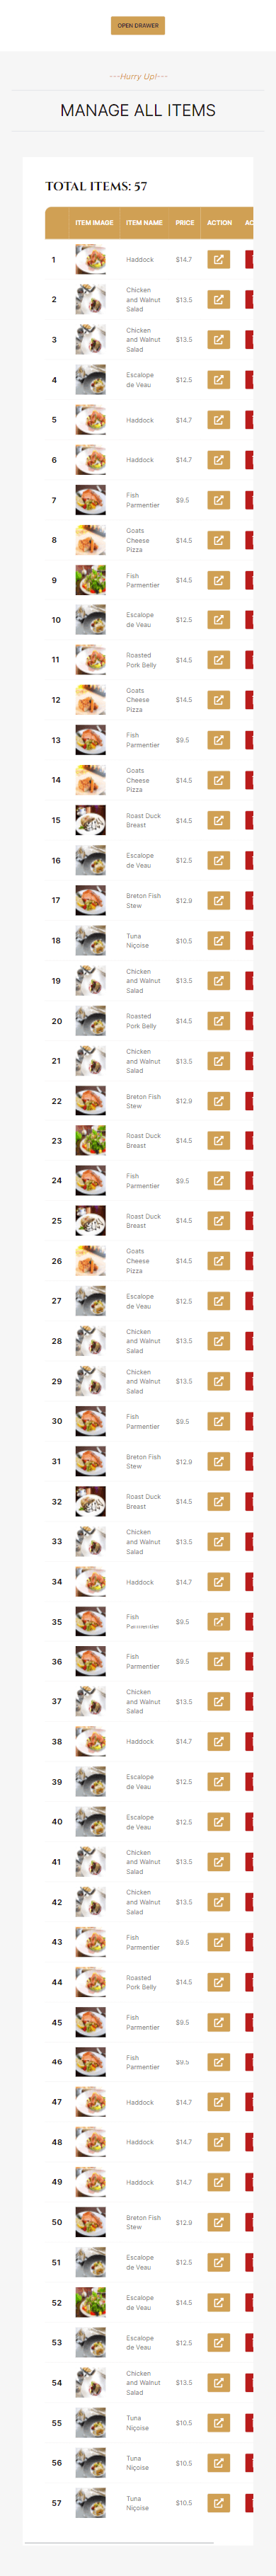 OPEN DRAWER
---Hurry Up!---
MANAGE ALL ITEMS
TOTAL ITEMS: 57
ITEM IMAGE ITEM NAME PRICE ACTION AC
1 Haddock $14.7
2 Chicken and Walnut Salad $13.5
3 Chicken and Walnut Salad $13.5
4 Escalope de Veau $12.5
5 Haddock $14.7
6 Haddock $14.7
7 Fish Parmentier $9.5
8 Goats Cheese Pizza $14.5
9 Fish Parmentier $14.5
10 Escalope de Veau $12.5
11 Roasted Pork Belly $14.5
12 Goats Cheese Pizza $14.5
13 Fish Parmentier $9.5
14 Goats Cheese Pizza $14.5
15 Roast Duck Breast $14.5
16 Escalope de Veau $12.5
17 Breton Fish Stew $12.9
18 Tuna Niçoise $10.5
19 Chicken and Walnut Salad $13.5
20 Roasted Pork Belly $14.5
21 Chicken and Walnut Salad $13.5
22 Breton Fish Stew $12.9
23 Roast Duck Breast $14.5
24 Fish Parmentier $9.5
25 Roast Duck Breast $14.5
26 Goats Cheese Pizza $14.5
27 Escalope de Veau $12.5
28 Chicken and Walnut Salad $13.5
29 Chicken and Walnut Salad $13.5
30 Fish Parmentier $9.5
31 Breton Fish Stew $12.9
32 Roast Duck Breast $14.5
33 Chicken and Walnut Salad $13.5
34 Haddock $14.7
35 Fish Parmentier $9.5
36 Fish Parmentier $9.5
37 Chicken and Walnut Salad $13.5
38 Haddock $14.7
39 Escalope de Veau $12.5
40 Escalope de Veau $12.5
41 Chicken and Walnut Salad $13.5
42 Chicken and Walnut Salad $13.5
43 Fish Parmentier $9.5
44 Roasted Pork Belly $14.5
45 Fish Parmentier $9.5
46 Fish Parmentier $9.5
47 Haddock $14.7
48 Haddock $14.7
49 Haddock $14.7
50 Breton Fish Stew $12.9
51 Escalope de Veau $12.5
52 Escalope de Veau $14.5
53 Escalope de Veau $12.5
54 Chicken and Walnut Salad $13.5
55 Tuna Niçoise $10.5
56 Tuna Niçoise $10.5
57 Tuna Niçoise $10.5